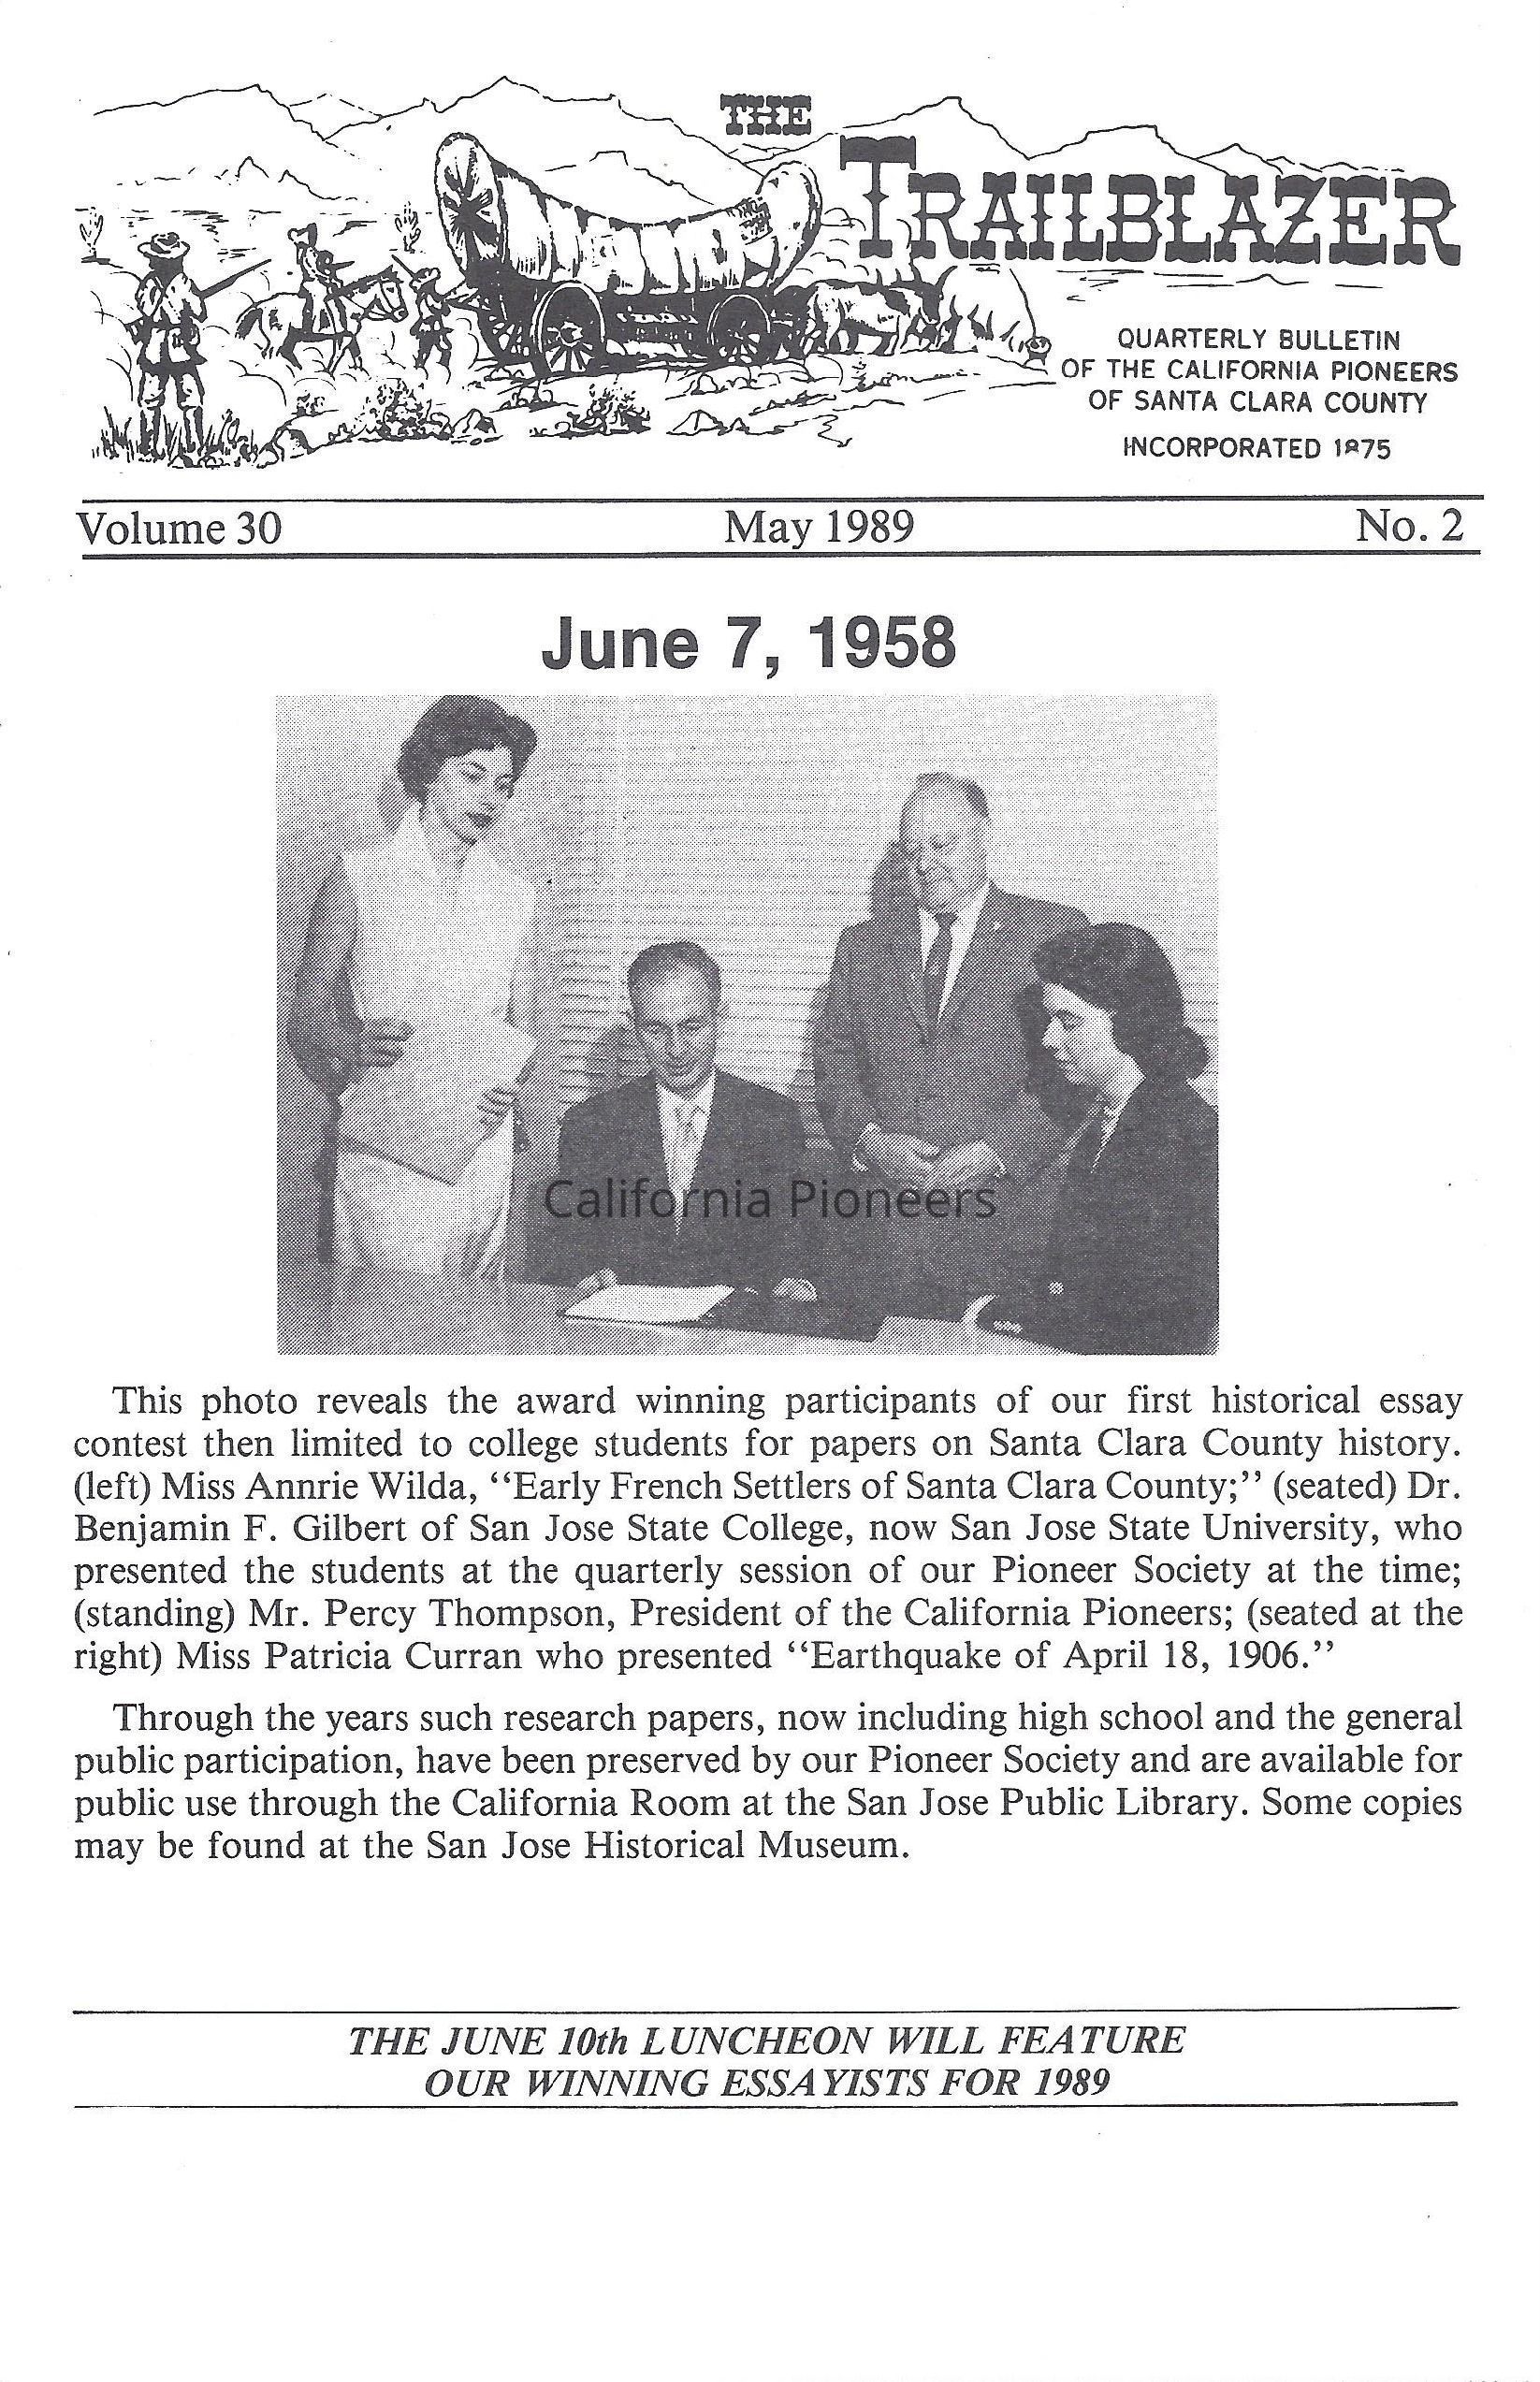 THE
TRAILBLAZER
QUARTERLY BULLETIN
OF THE CALIFORNIA PIONEERS
OF SANTA CLARA COUNTY
INCORPORATED 1875
Volume 30 May 1989 No. 2
June 7, 1958
California Pioneers
This photo reveals the award winning participants of our first historical essay
contest then limited to college students for papers on Santa Clara County history.
(left) Miss Annrie Wilda, “Early French Settlers of Santa Clara County;” (seated) Dr.
Benjamin F. Gilbert of San Jose State College, now San Jose State University, who
presented the students at the quarterly session of our Pioneer Society at the time;
(standing) Mr. Percy Thompson, President of the California Pioneers; (seated at the
right) Miss Patricia Curran who presented “Earthquake of April 18, 1906.”
Through the years such research papers, now including high school and the general
public participation, have been preserved by our Pioneer Society and are available for
public use through the California Room at the San Jose Public Library. Some copies
may be found at the San Jose Historical Museum.
THE JUNE 10th LUNCHEON WILL FEATURE
OUR WINNING ESSAYISTS FOR 1989